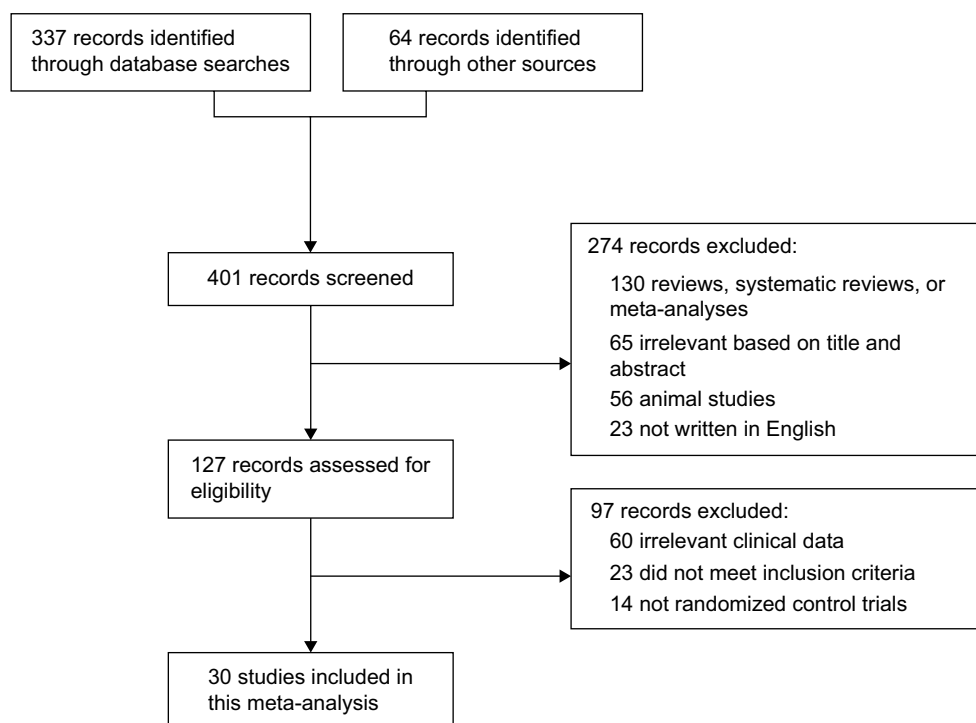 337 records identified
through database searches
64 records identified
through other sources
401 records screened
274 records excluded:
130 reviews, systematic reviews, or
meta-analyses
65 irrelevant based on title and
abstract
56 animal studies
23 not written in English
127 records assessed for
eligibility
97 records excluded:
60 irrelevant clinical data
23 did not meet inclusion criteria
14 not randomized control trials
30 studies included in
this meta-analysis